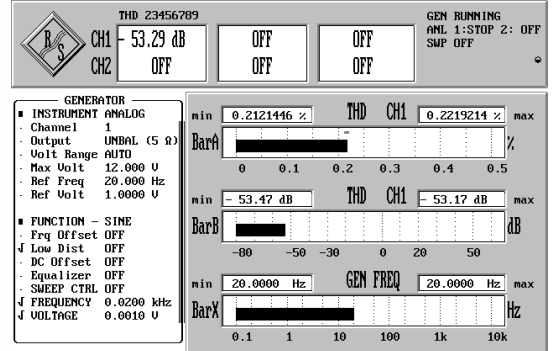 THD 23456789
GEN RUNNING
ANL 1:STOP 2: OFF
SWP OFF
R S
CH1 - 53.29 dB OFF OFF
CH2 OFF OFF OFF
GENERATOR
INSTRUMENT ANALOG
Channel 1
Output UNBAL (5 Ω)
Volt Range AUTO
Max Volt 12.000 V
Ref Freq 20.000 Hz
Ref Volt 1.0000 V
FUNCTION - SINE
Frq Offset OFF
Low Dist OFF
DC Offset OFF
Equalizer OFF
SWEEP CTRL OFF
FREQUENCY 0.0200 kHz
VOLTAGE 0.0010 V
min 0.2121446 % THD CH1 0.2219214 % max
BarA %
0 0.1 0.2 0.3 0.4 0.5
min - 53.47 dB THD CH1 - 53.17 dB max
BarB dB
-80 -50 -30 0 20 50
min 20.0000 Hz GEN FREQ 20.0000 Hz max
BarX Hz
0.1 1 10 100 1k 10k